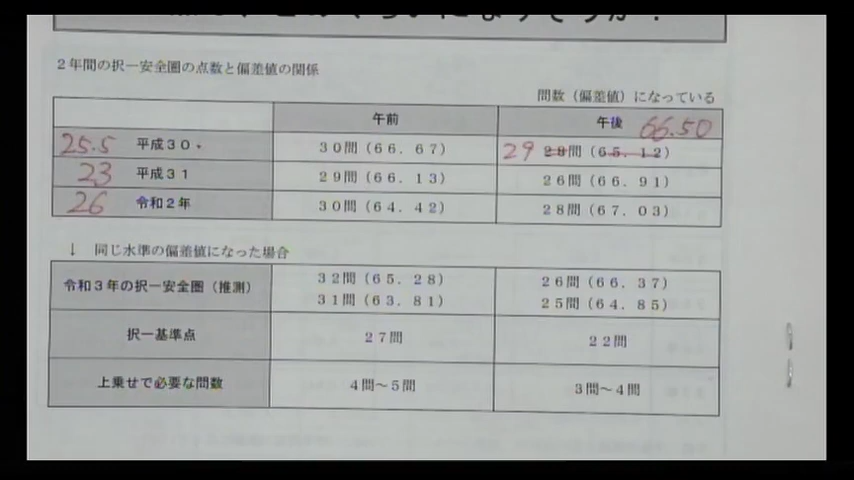 2年間の択一安全圏の点数と偏差値の関係
問数（偏差値）になっている
午前 午後 66.50
25.5 平成30 30問（66．67） 29 28問（65．12）
23 平成31 29問（66．13） 26問（66．91）
26 令和2年 30問（64．42） 28問（67．03）
↓ 同じ水準の偏差値になった場合
令和3年の択一安全圏（推測） 32問（65．28） 26問（66．37）
31問（63．81） 25問（64．85）
択一基準点 27問 22問
上乗せで必要な問数 4問～5問 3問～4問